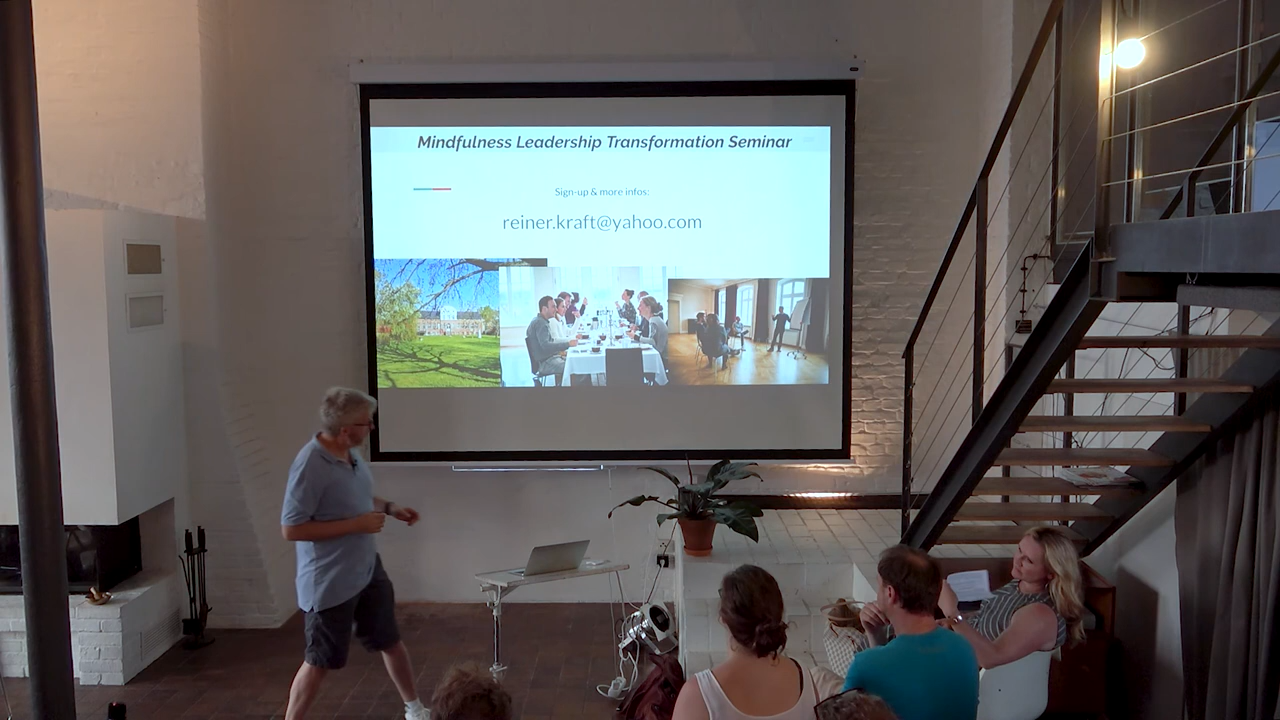 Mindfulness Leadership Transformation Seminar
Sign-up & more infos:
reiner.kraft@yahoo.com